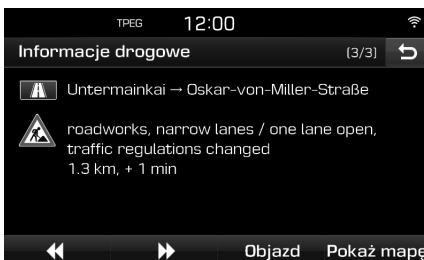 TPEG 12:00
Informacje drogowe (3/3)
Untermainkai → Oskar-von-Miller-Straße
roadworks, narrow lanes / one lane open,
traffic regulations changed
1.3 km, + 1 min
Objazd Pokaż mapę